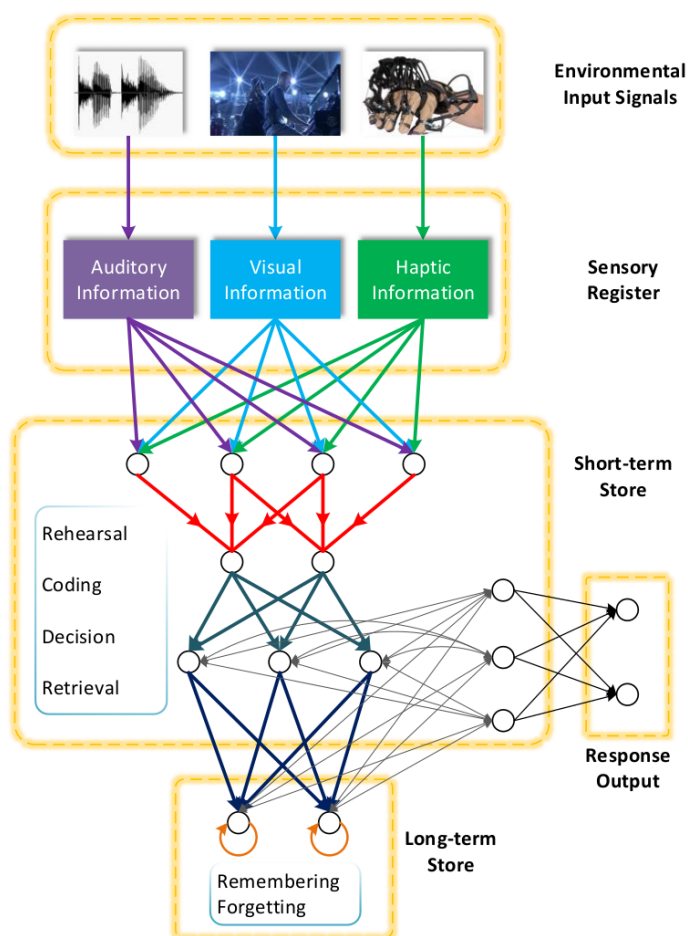 Environmental
Input Signals
Auditory
Information
Visual
Information
Haptic
Information
Sensory
Register
Short-term
Store
Rehearsal
Coding
Decision
Retrieval
Response
Output
Long-term
Store
Remembering
Forgetting